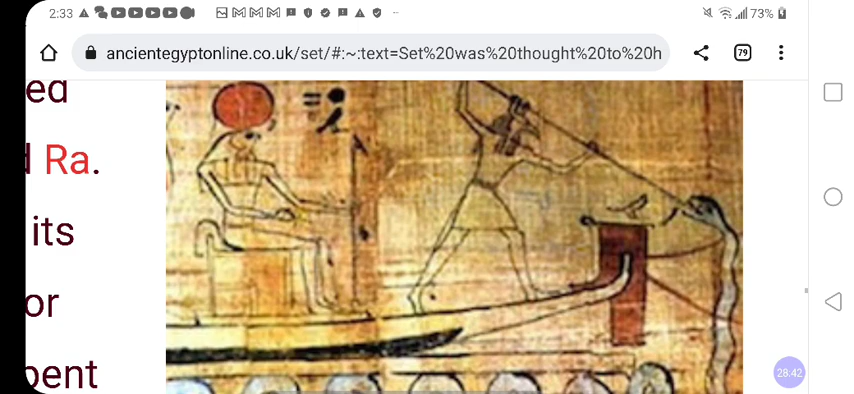 2:33
73%
ancientegyptonline.co.uk/set/#:~:text=Set%20was%20thought%20to%20h
79
ed
Ra.
its
or
pent
28:42